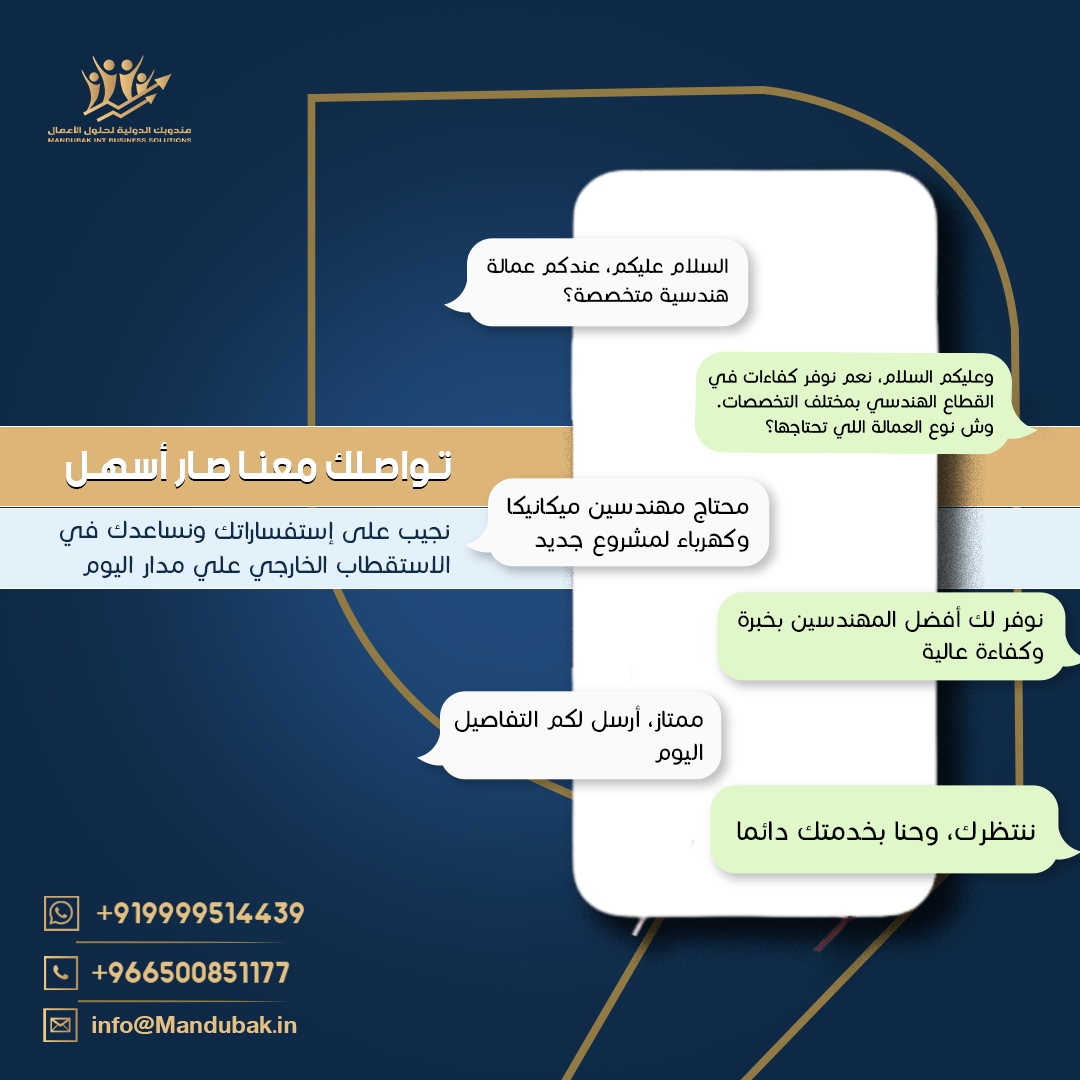 مندوبك الدولية لحلول الأعمال
MANDUBAK INT BUSINESS SOLUTIONS
السلام عليكم، عندكم عمالة
هندسية متخصصة؟
وعليكم السلام، نعم نوفر كفاءات في
القطاع الهندسي بمختلف التخصصات.
وش نوع العمالة اللي تحتاجها؟
تواصلك معنا صار أسهل
نجيب على إستفساراتك ونساعدك في
الاستقطاب الخارجي علي مدار اليوم
محتاج مهندسين ميكانيكا
وكهرباء لمشروع جديد
نوفر لك أفضل المهندسين بخبرة
وكفاءة عالية
ممتاز، أرسل لكم التفاصيل
اليوم
ننتظرك، وحنا بخدمتك دائما
+919999514439
+966500851177
info@Mandubak.in